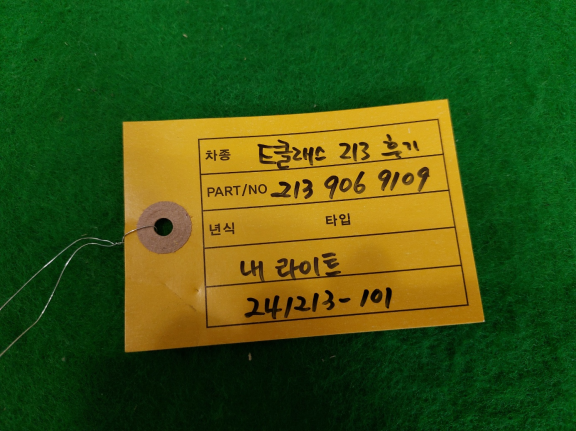 차종 E클래스 213 후기
PART/NO 213 906 9109
년식 타입
내 라이트
241213-101